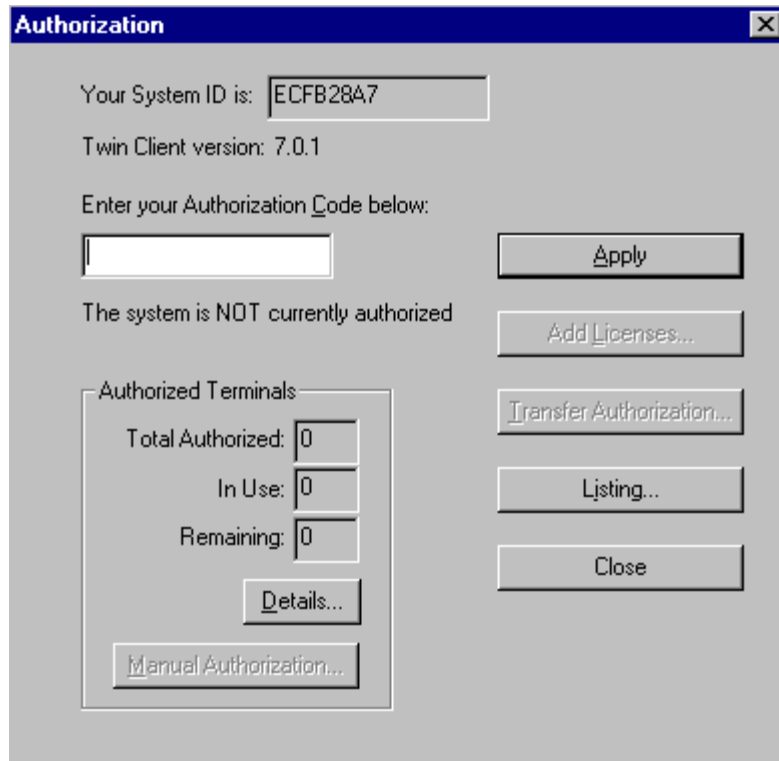 Authorization
Your System ID is: ECFB28A7
Twin Client version: 7.0.1
Enter your Authorization Code below:
Apply
The system is NOT currently authorized
Add Licenses...
Authorized Terminals
Transfer Authorization...
Total Authorized: 0
In Use: 0
Listing...
Remaining: 0
Close
Details...
Manual Authorization...